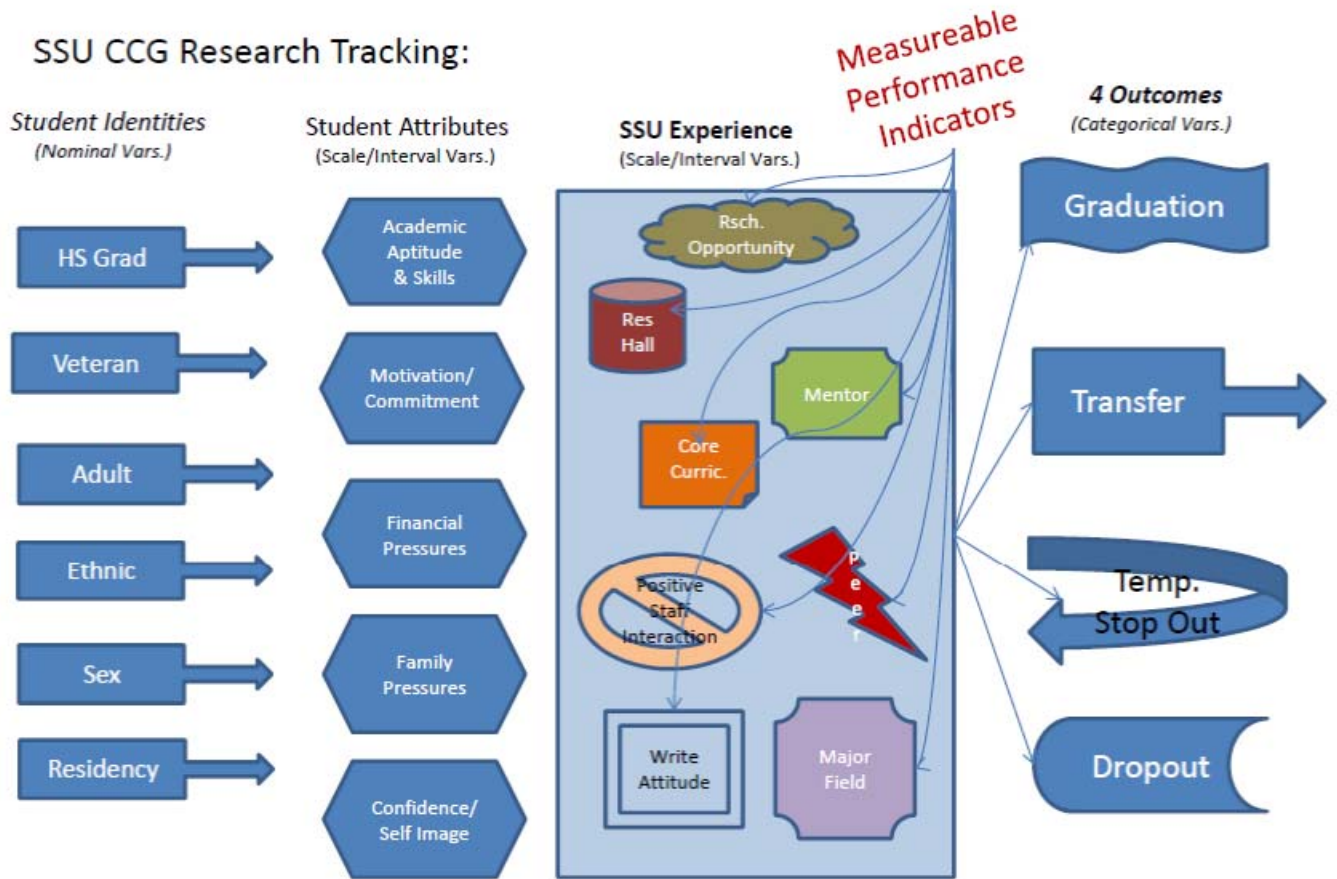 SSU CCG Research Tracking:
Measureable
Performance
Indicators
Student Identities
(Nominal Vars.)
HS Grad
Veteran
Adult
Ethnic
Sex
Residency
Student Attributes
(Scale/Interval Vars.)
Academic
Aptitude
& Skills
Motivation/
Commitment
Financial
Pressures
Family
Pressures
Confidence/
Self Image
SSU Experience
(Scale/Interval Vars.)
Rsch.
Opportunity
Res
Hall
Mentor
Core
Curric.
Positive
Staff
Interaction
Peer
Write
Attitude
Major
Field
4 Outcomes
(Categorical Vars.)
Graduation
Transfer
Temp.
Stop Out
Dropout